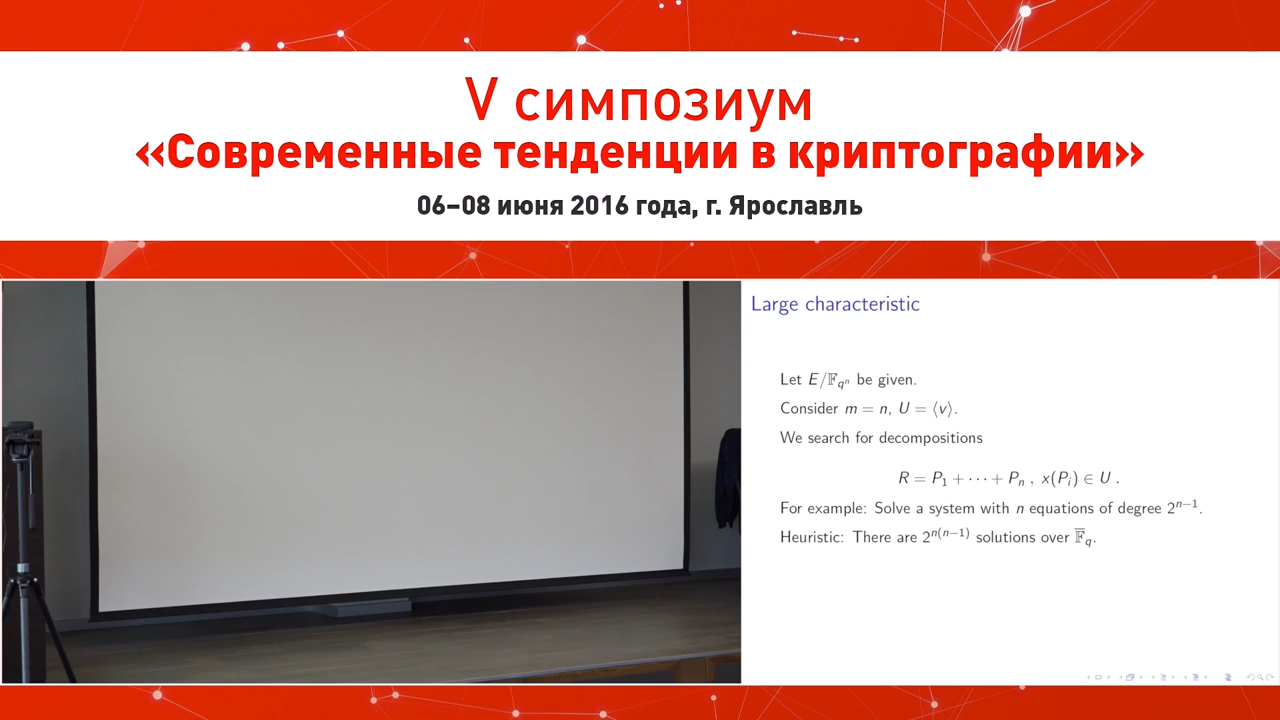 V симпозиум
«Современные тенденции в криптографии»
06–08 июня 2016 года, г. Ярославль
Large characteristic
Let E/𝔽_{q^n} be given.
Consider m = n, U = ⟨v⟩.
We search for decompositions
R = P_1 + ⋯ + P_n , x(P_i) ∈ U .
For example: Solve a system with n equations of degree 2^{n−1}.
Heuristic: There are 2^{n(n−1)} solutions over \overline{𝔽}_q.